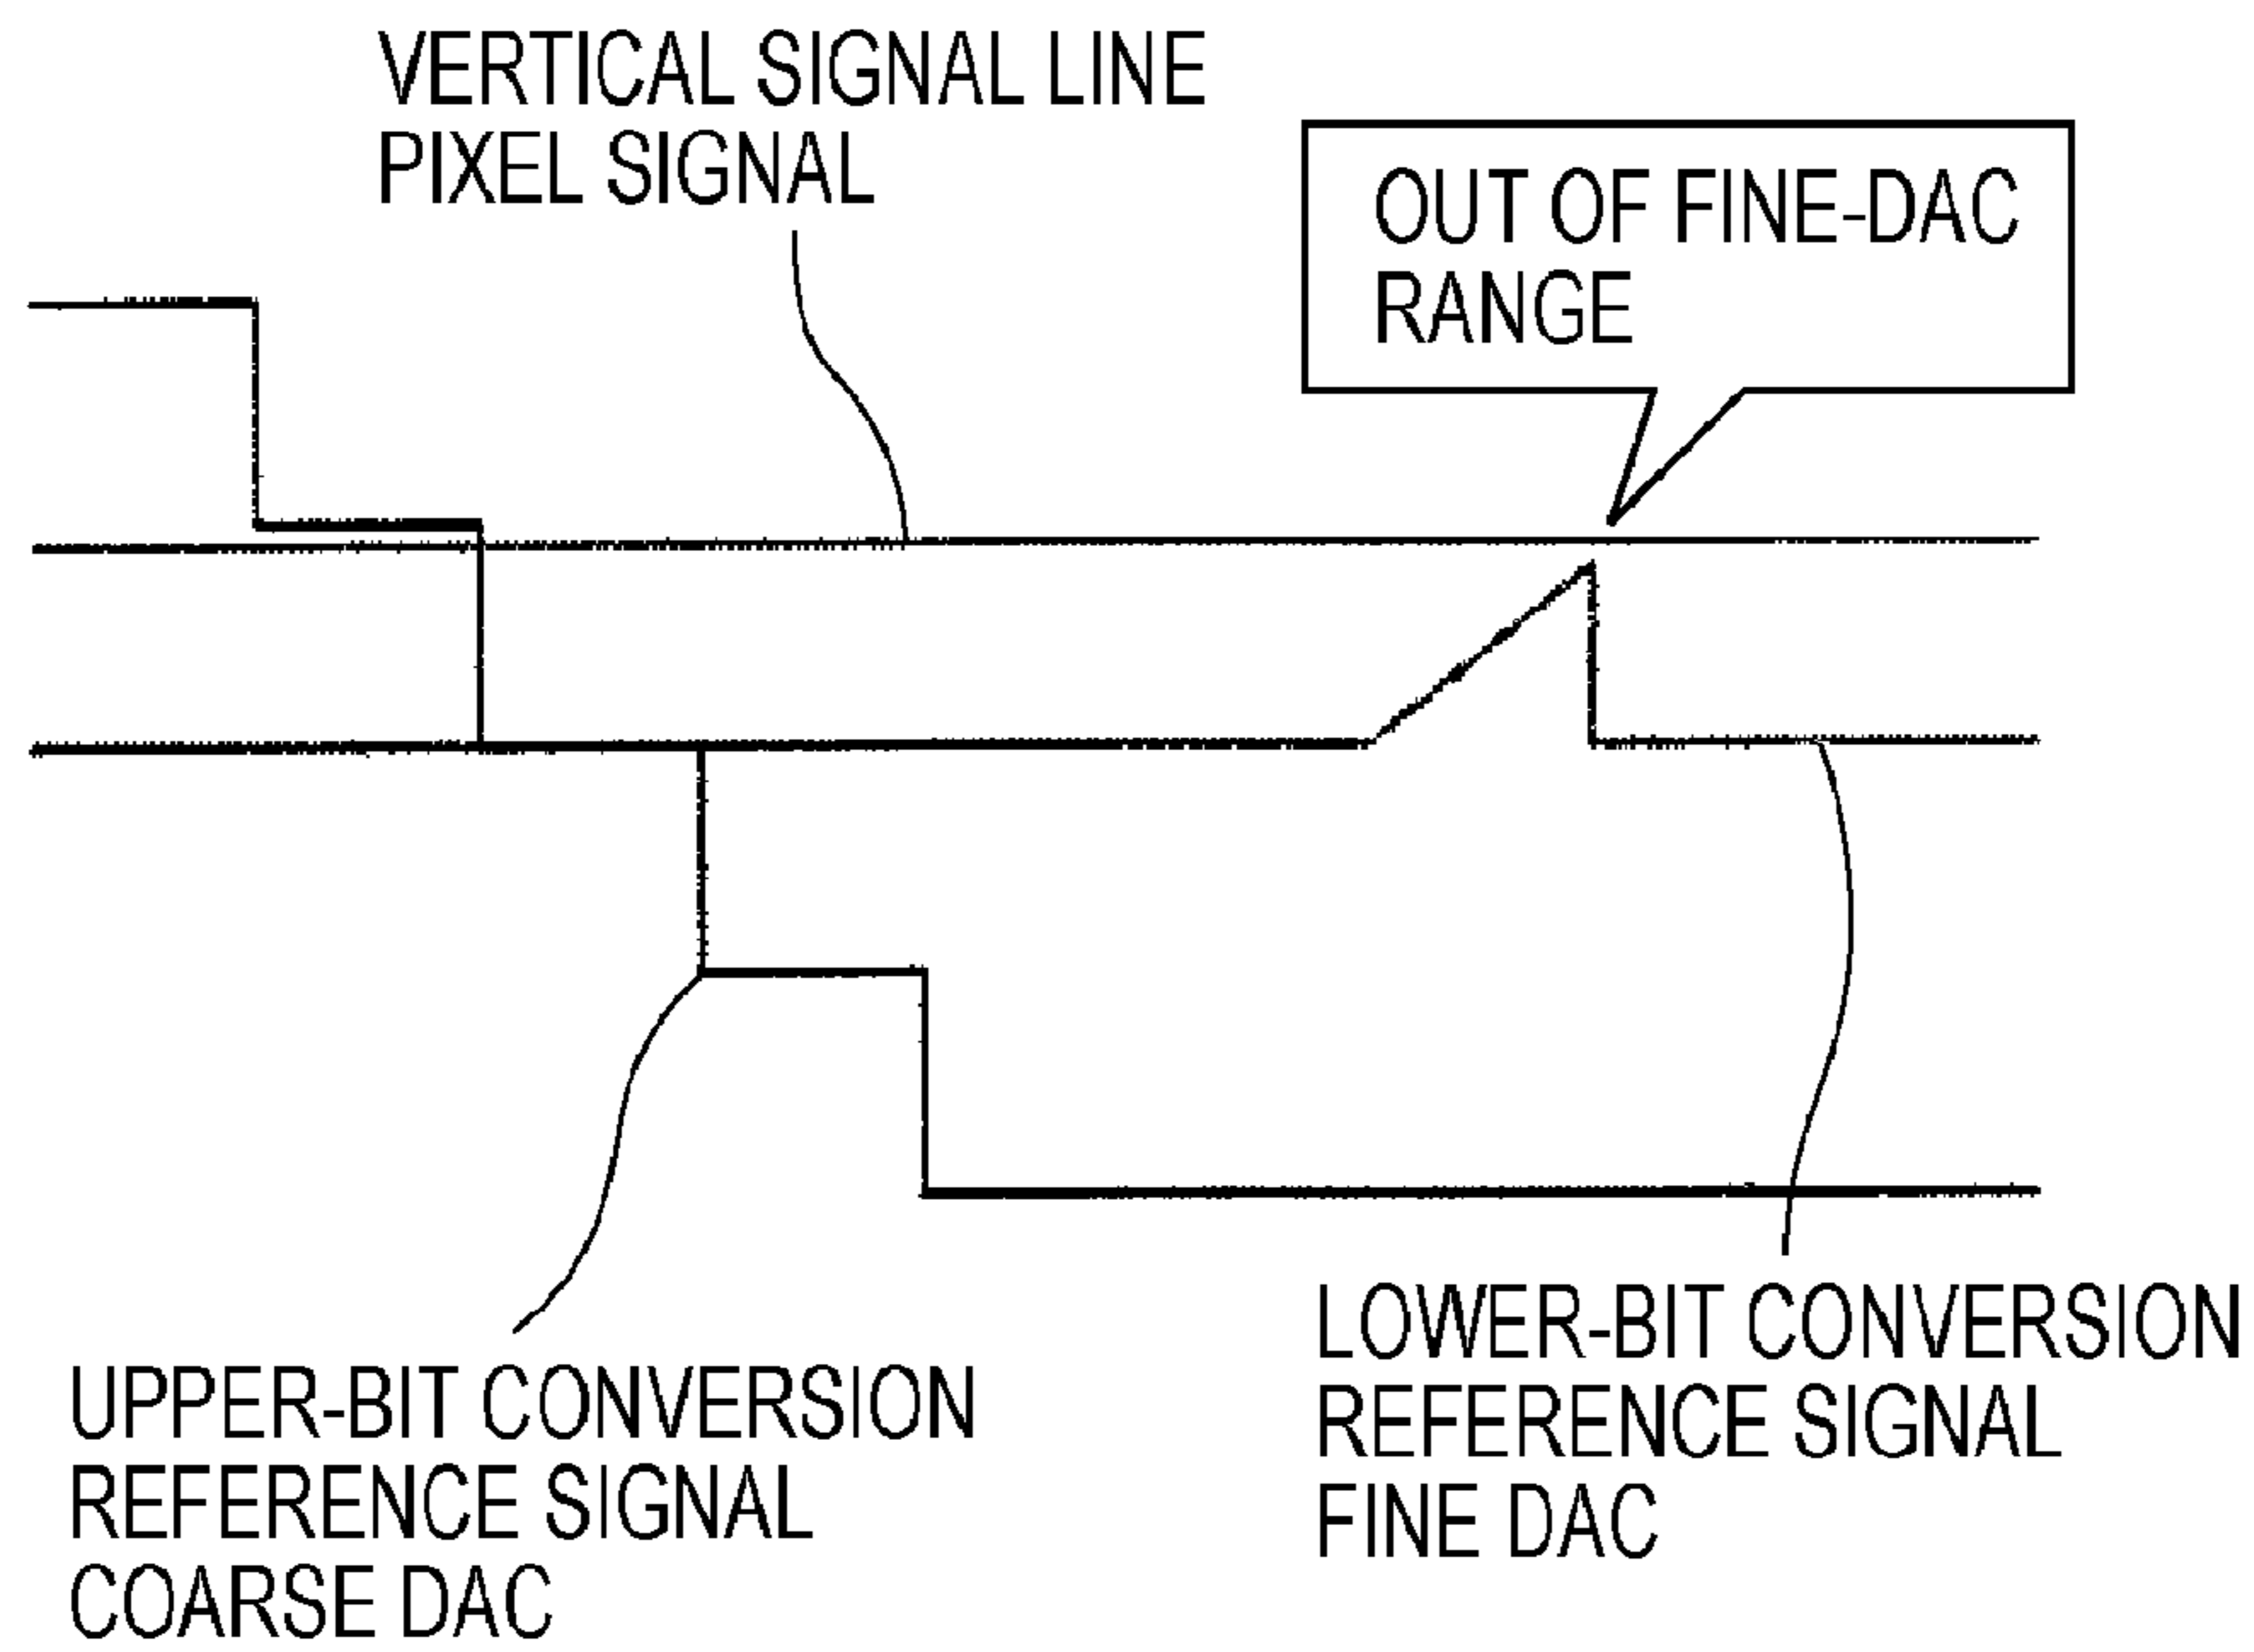 VERTICAL SIGNAL LINE
PIXEL SIGNAL
OUT OF FINE-DAC
RANGE
UPPER-BIT CONVERSION
REFERENCE SIGNAL
COARSE DAC
LOWER-BIT CONVERSION
REFERENCE SIGNAL
FINE DAC